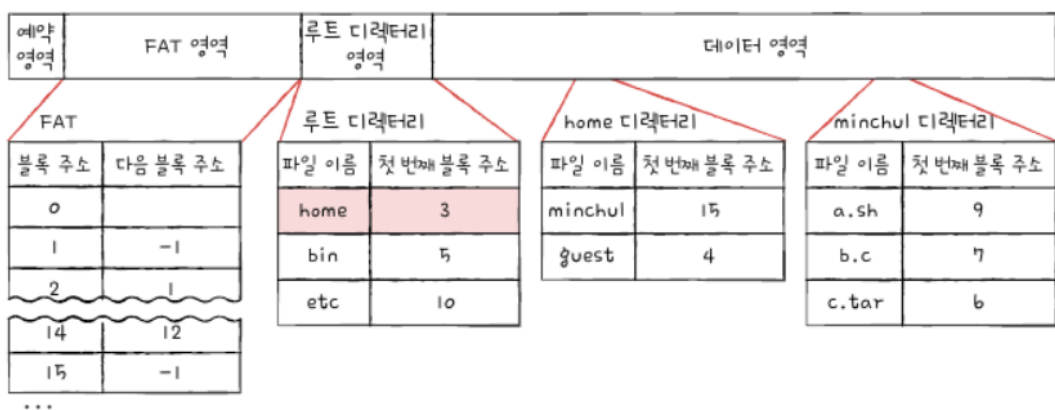 예약
영역
FAT 영역
루트 디렉터리
영역
데이터 영역
FAT
블록 주소 다음 블록 주소
0
1 -1
2 1
14 12
15 -1
...
루트 디렉터리
파일 이름 첫 번째 블록 주소
home 3
bin 5
etc 10
home 디렉터리
파일 이름 첫 번째 블록 주소
minchul 15
guest 4
minchul 디렉터리
파일 이름 첫 번째 블록 주소
a.sh 9
b.c 7
c.tar 6